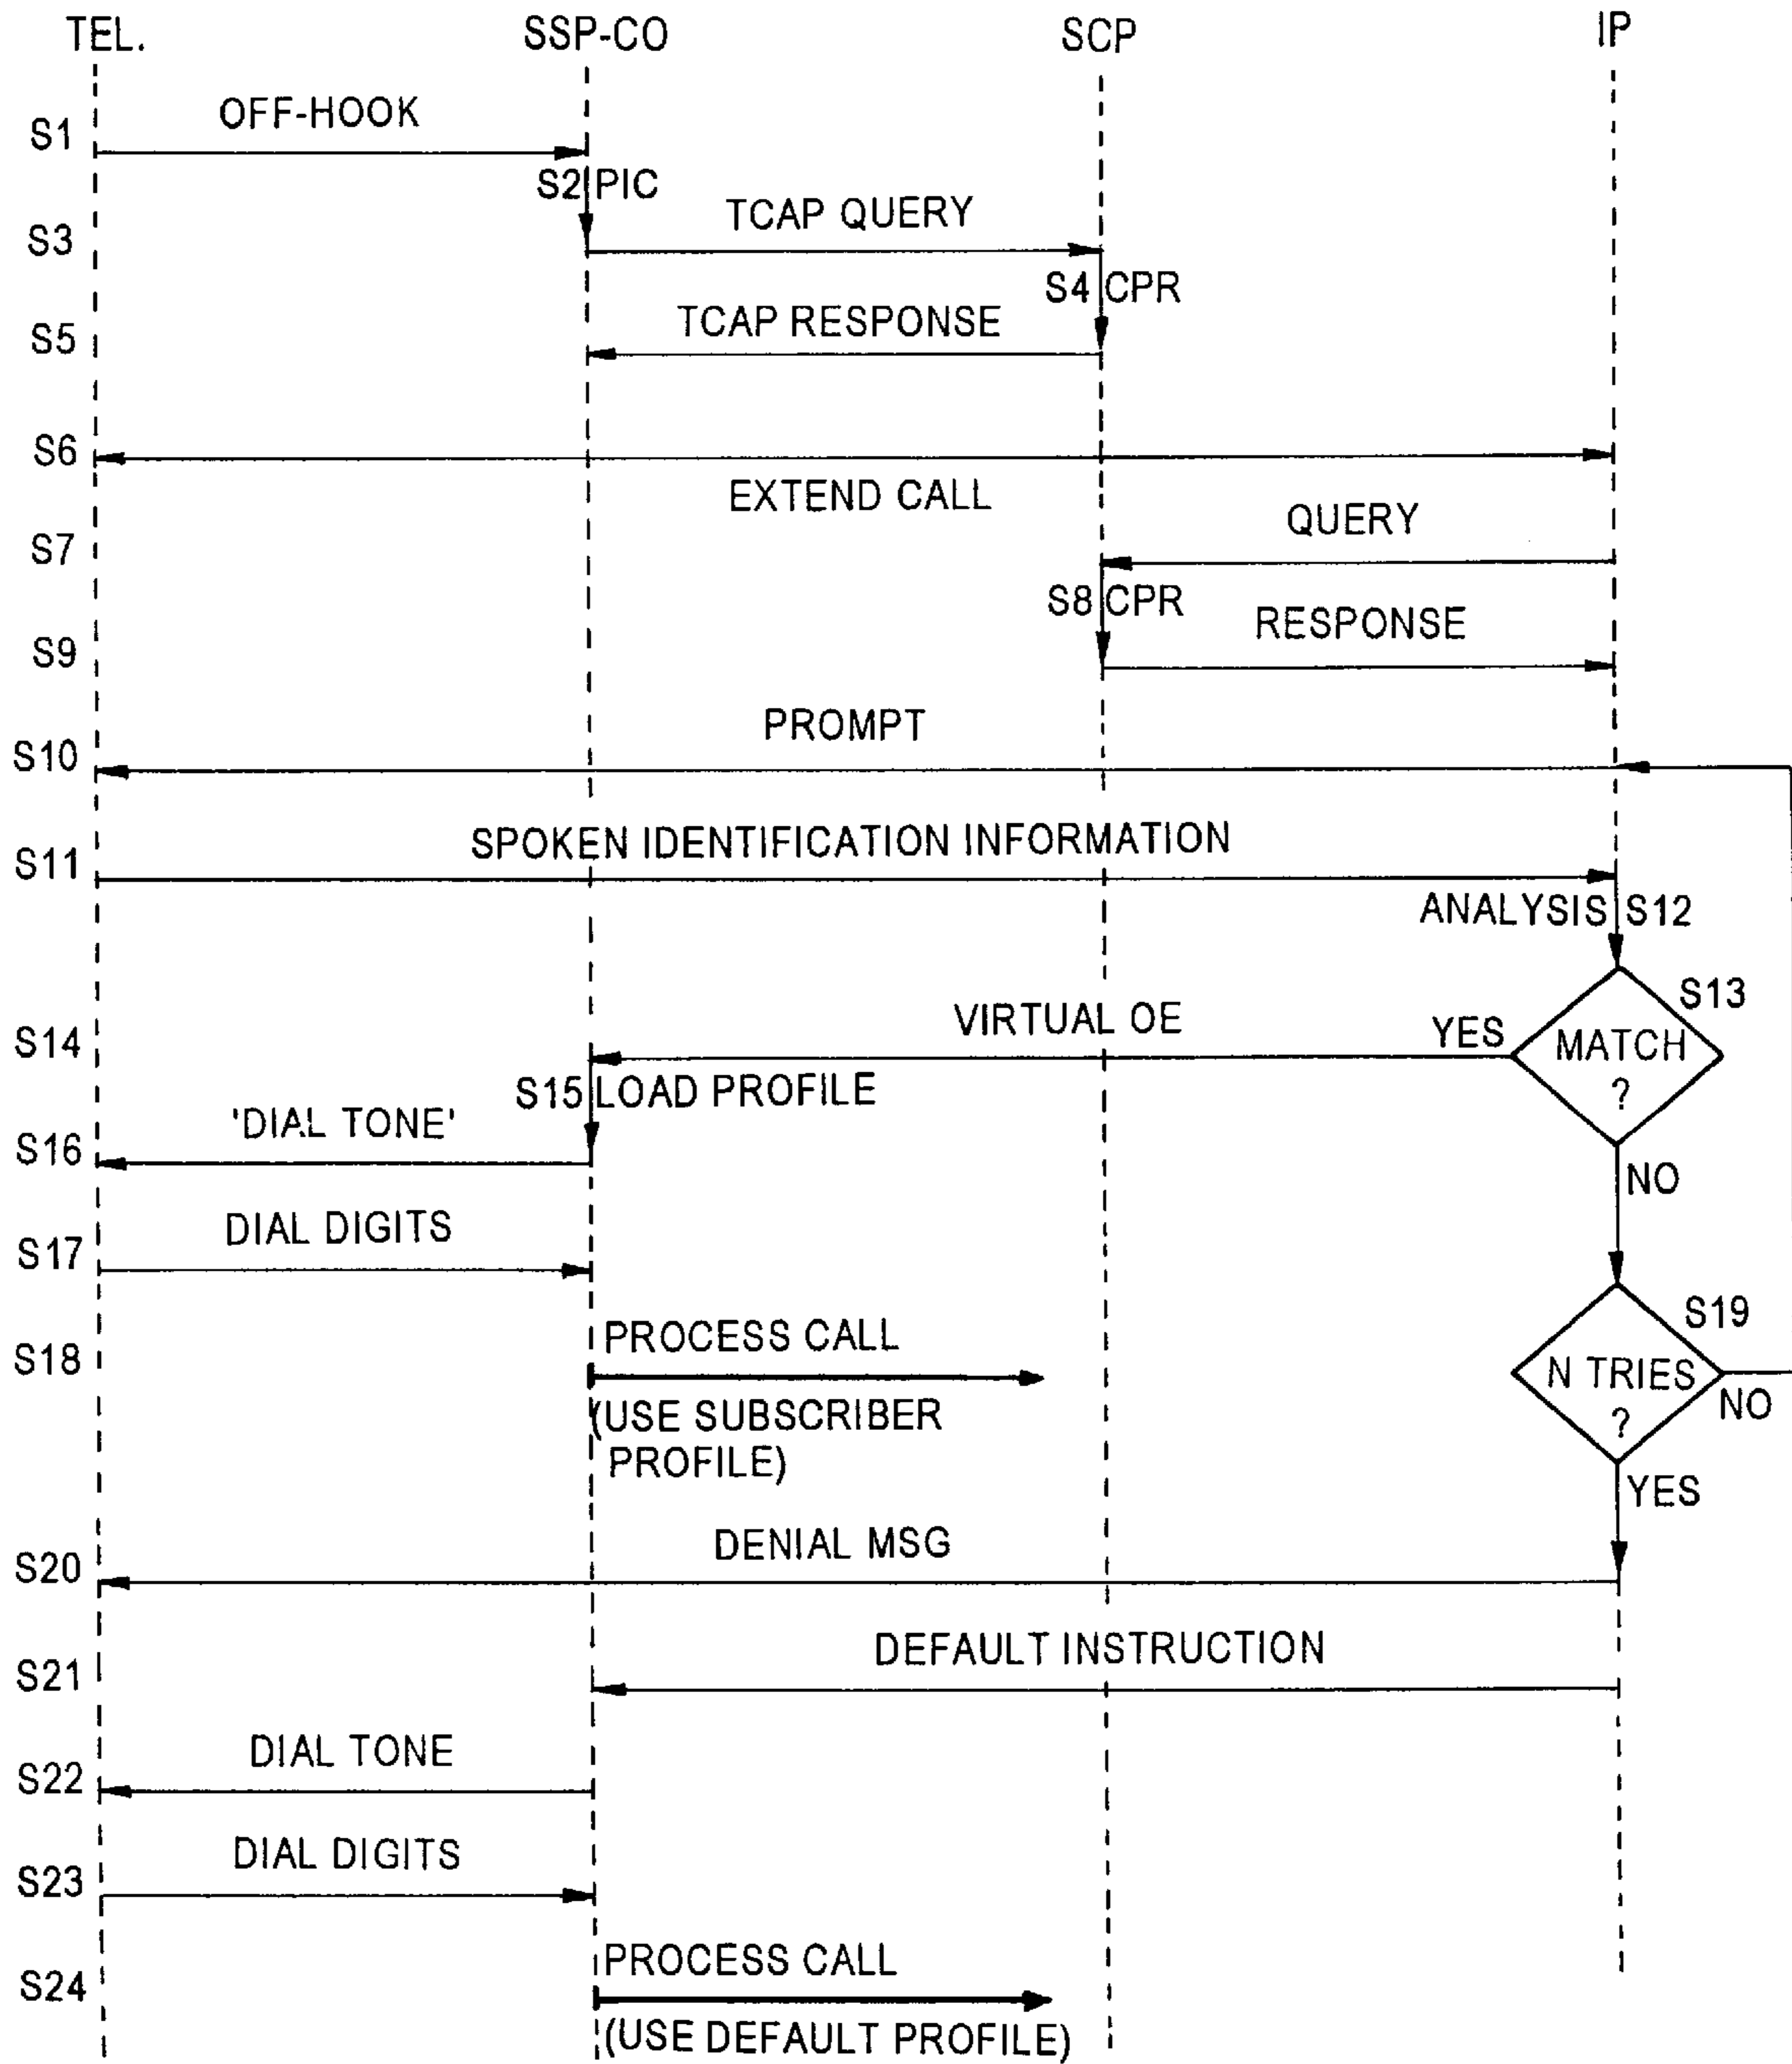 TEL. SSP-CO SCP IP
S1 OFF-HOOK
S2 PIC
S3 TCAP QUERY
S4 CPR
S5 TCAP RESPONSE
S6 EXTEND CALL
S7 QUERY
S8 CPR
S9 RESPONSE
S10 PROMPT
S11 SPOKEN IDENTIFICATION INFORMATION
ANALYSIS S12
S13
MATCH
?
YES
NO
S14 VIRTUAL OE
S15 LOAD PROFILE
S16 'DIAL TONE'
S17 DIAL DIGITS
S18 PROCESS CALL
(USE SUBSCRIBER
PROFILE)
S19
N TRIES
?
NO
YES
S20 DENIAL MSG
S21 DEFAULT INSTRUCTION
S22 DIAL TONE
S23 DIAL DIGITS
S24 PROCESS CALL
(USE DEFAULT PROFILE)